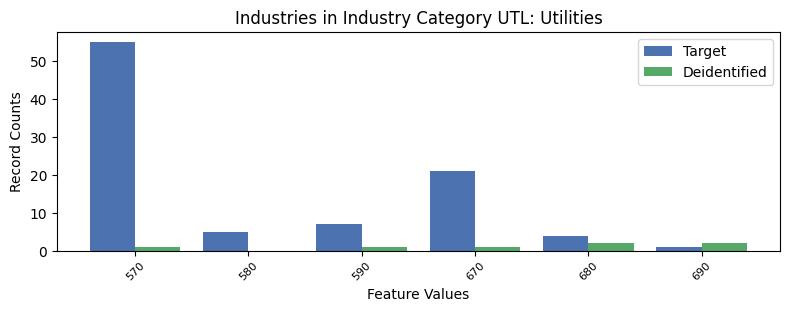 Industries in Industry Category UTL: Utilities
Target
Deidentified
Record Counts
50
40
30
20
10
0
570
580
590
670
680
690
Feature Values